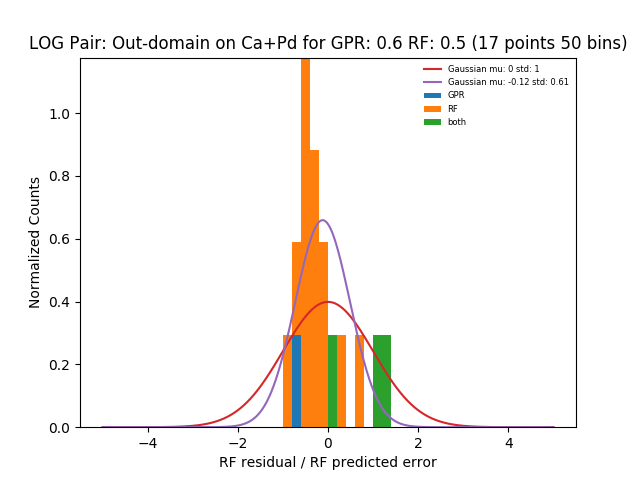 LOG Pair: Out-domain on Ca+Pd for GPR: 0.6 RF: 0.5 (17 points 50 bins)
Gaussian mu: 0 std: 1
Gaussian mu: -0.12 std: 0.61
GPR
RF
both
Normalized Counts
1.0
0.8
0.6
0.4
0.2
0.0
−4 −2 0 2 4
RF residual / RF predicted error